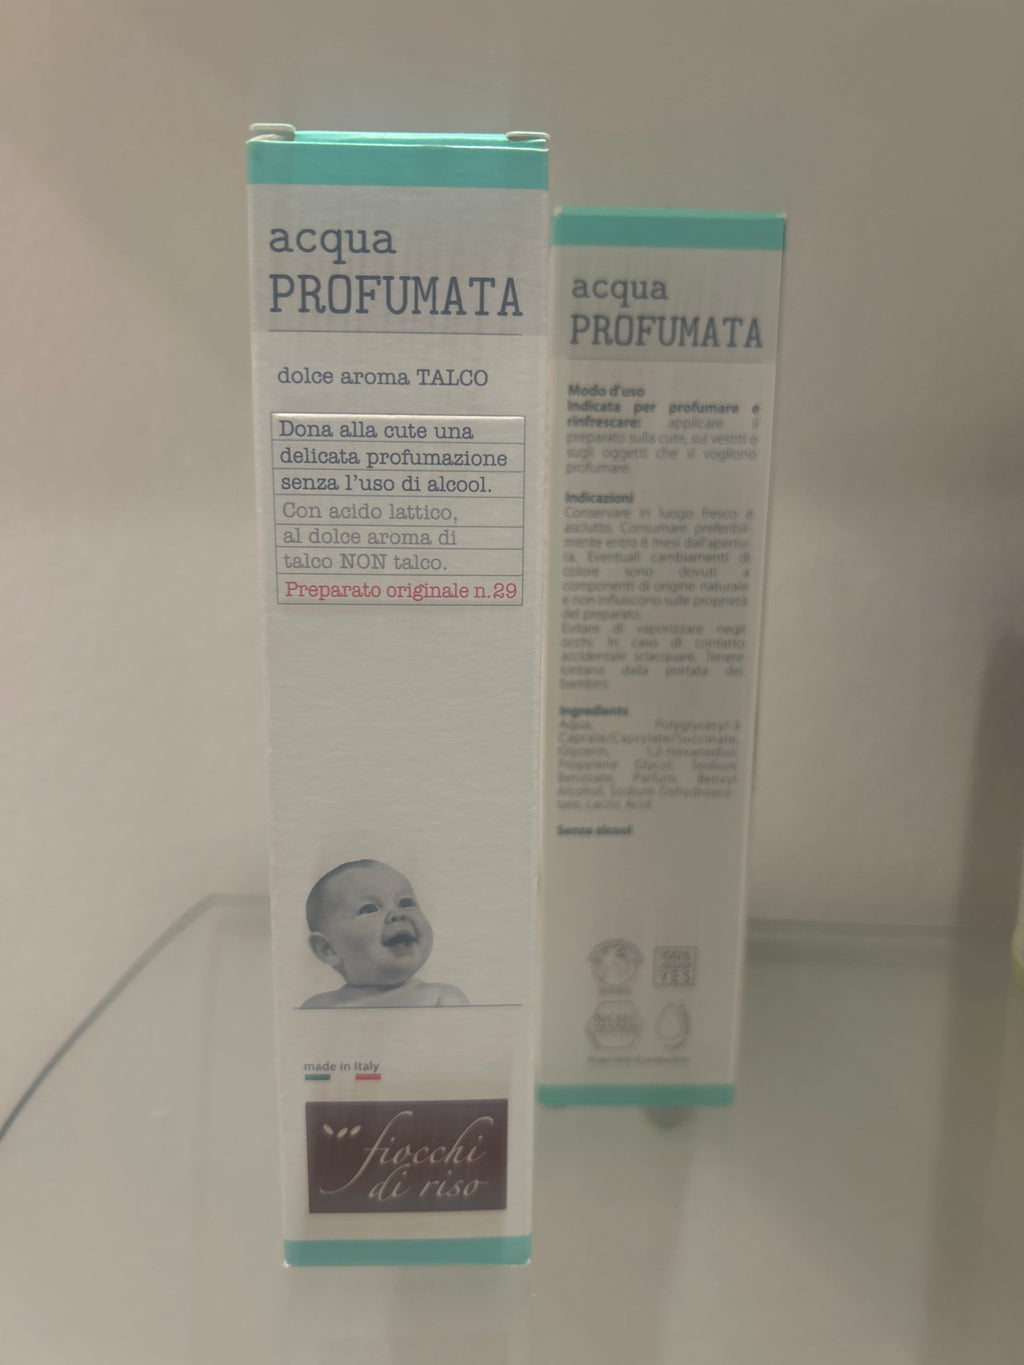 acqua
PROFUMATA
dolce aroma TALCO
Dona alla cute una
delicata profumazione
senza l'uso di alcool.
Con acido lattico,
al dolce aroma di
talco NON talco.
Preparato originale n.29
made in Italy
fiocchi
di riso
acqua
PROFUMATA
Modo d'uso
Indicata per profumare e
rinfrescare: applicare il
preparato sulla cute, sui vestiti o
sugli oggetti che si vogliono
profumare.
Indicazioni
Conservare in luogo fresco e
asciutto. Consumare preferibil-
mente entro 6 mesi dall'apertu-
ra. Eventuali cambiamenti di
colore sono dovuti a
componenti di origine naturale
e non influiscono sulle proprietà
del preparato.
Evitare di vaporizzare negli
occhi. In caso di contatto
accidentale sciacquare. Tenere
lontano dalla portata dei
bambini.
Ingredients
Aqua, Polyglyceryl-3
Caprate/Caprylate/Succinate,
Glycerin, 1,2-Hexanediol,
Propylene Glycol, Sodium
Benzoate, Parfum, Benzyl
Alcohol, Sodium Dehydroace-
tate, Lactic Acid.
Senza alcool
100%
YES
NICKEL
TESTED